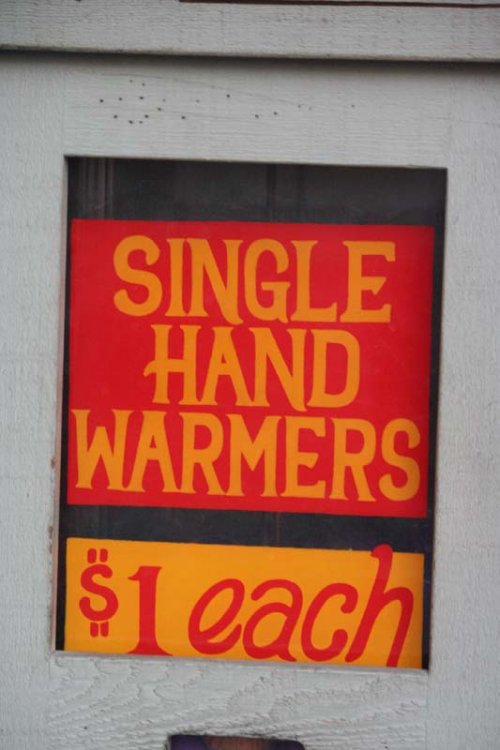 SINGLE
HAND
WARMERS
$1 each